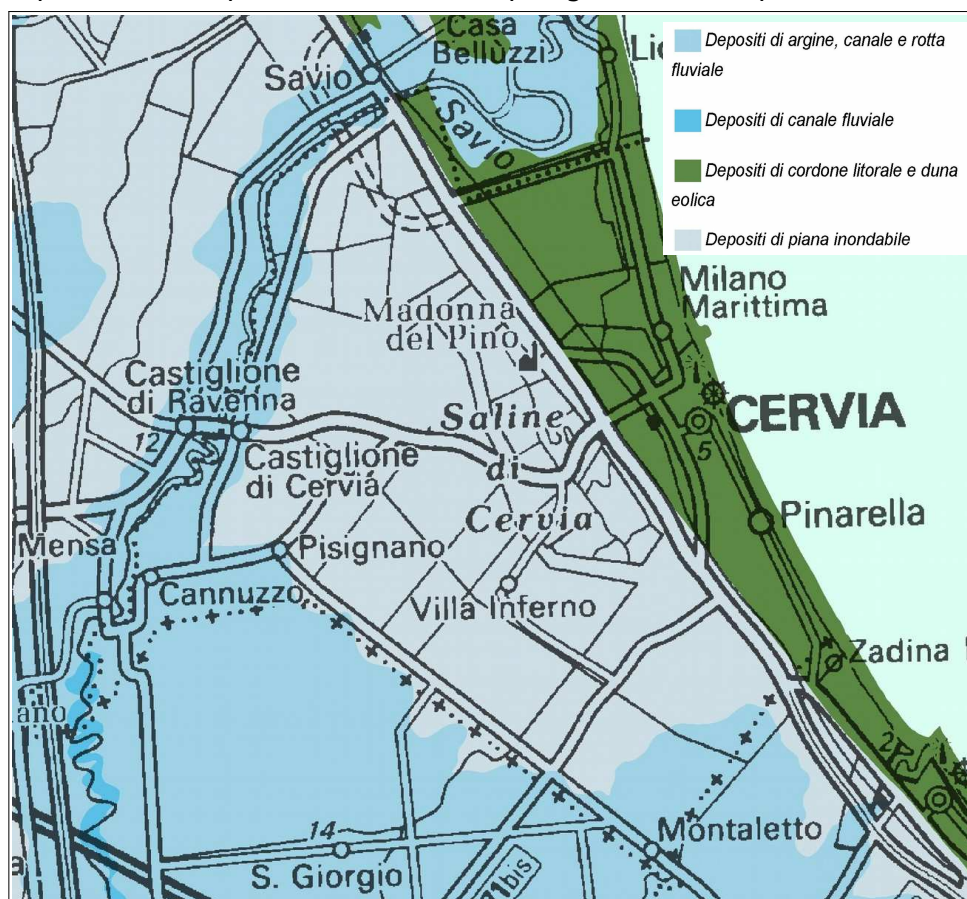 Depositi di argine, canale e rotta
fluviale
Depositi di canale fluviale
Depositi di cordone litorale e duna
eolica
Depositi di piana inondabile
Casa
Belluzzi
Savio
Savio
Milano
Marittima
Madonna
del Pino
Castiglione
di Ravenna
12
Saline
di
Cervia
CERVIA
5
Castiglione
di Cervia
Pinarella
Mensa
Pisignano
Cannuzzo
Villa Inferno
Zadina
2
14
Montaletto
S. Giorgio